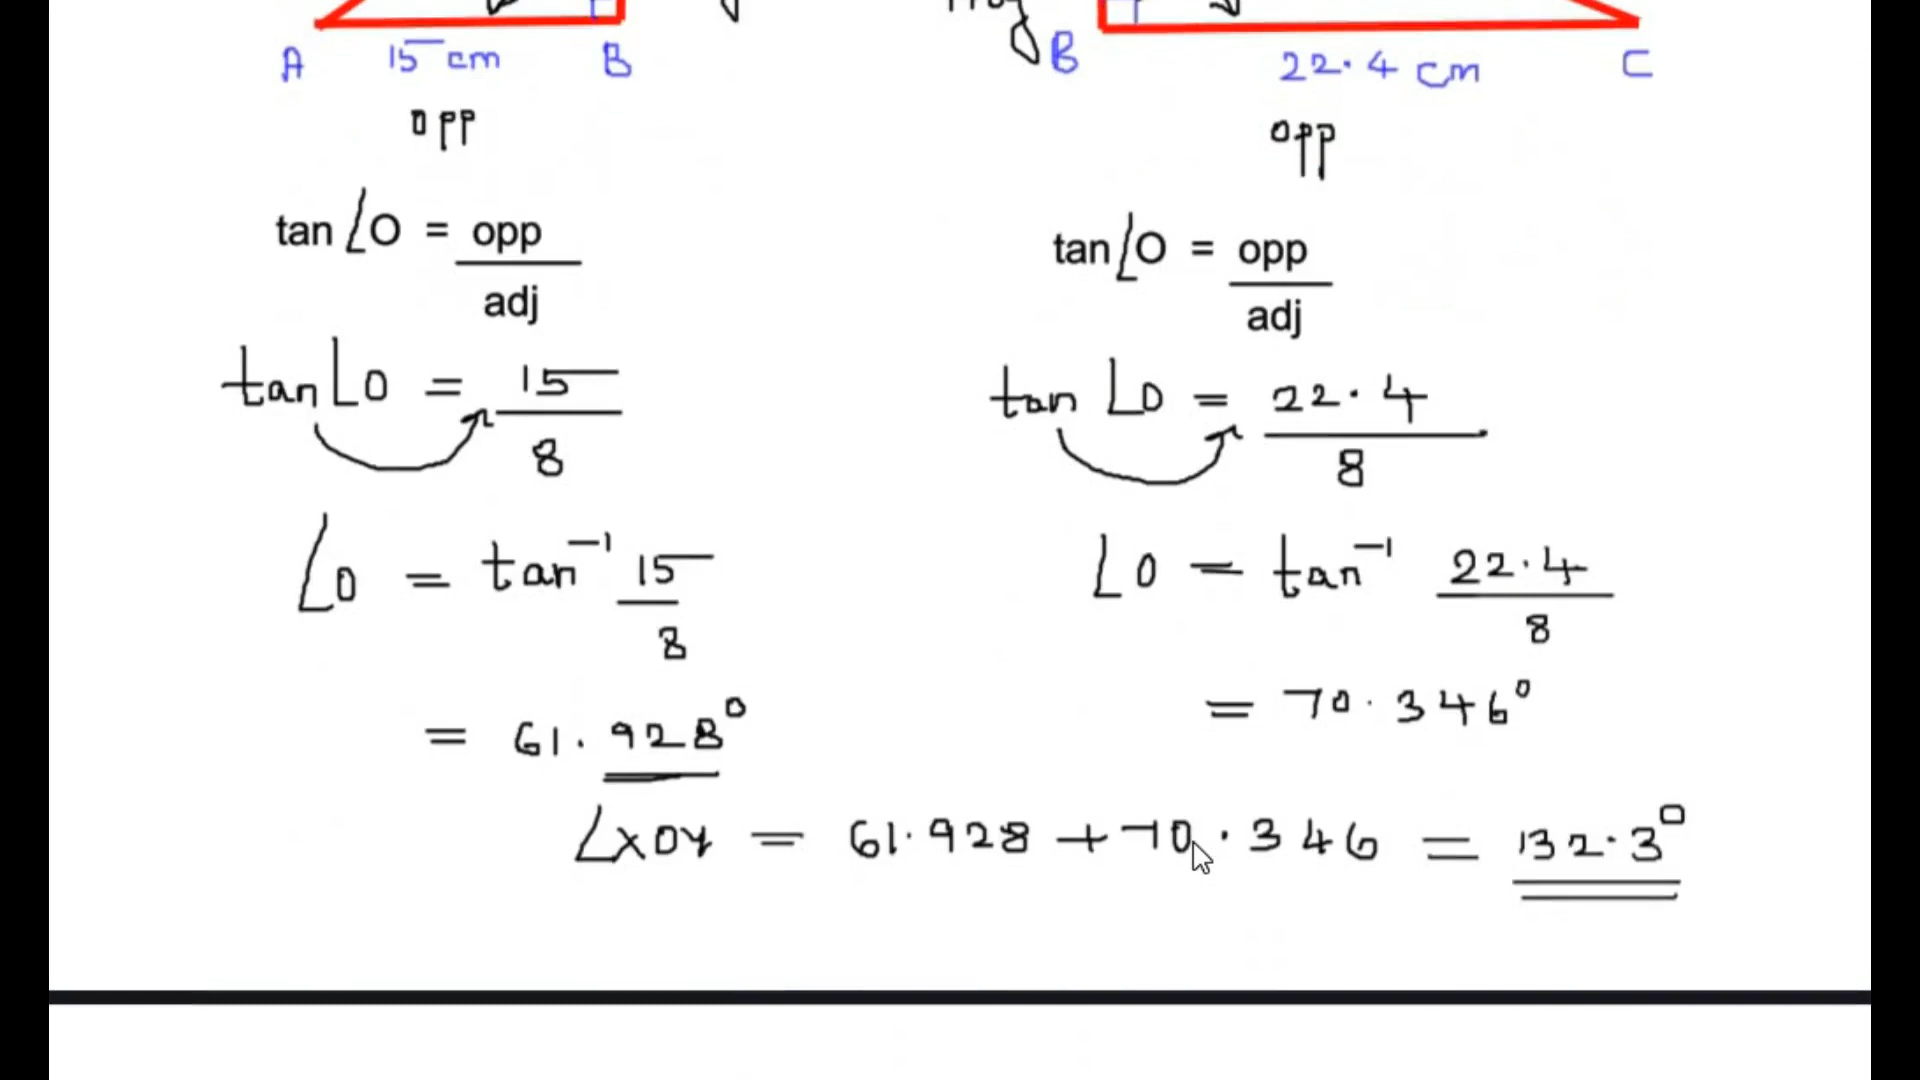 A 15 cm B
opp
tan ∠O = opp
adj
tan ∠O = 15
8
∠O = tan⁻¹ 15
8
= 61.928°
B 22.4 cm C
opp
tan ∠O = opp
adj
tan ∠O = 22.4
8
∠O = tan⁻¹ 22.4
8
= 70.346°
∠XOY = 61.928 + 70.346 = 132.3°